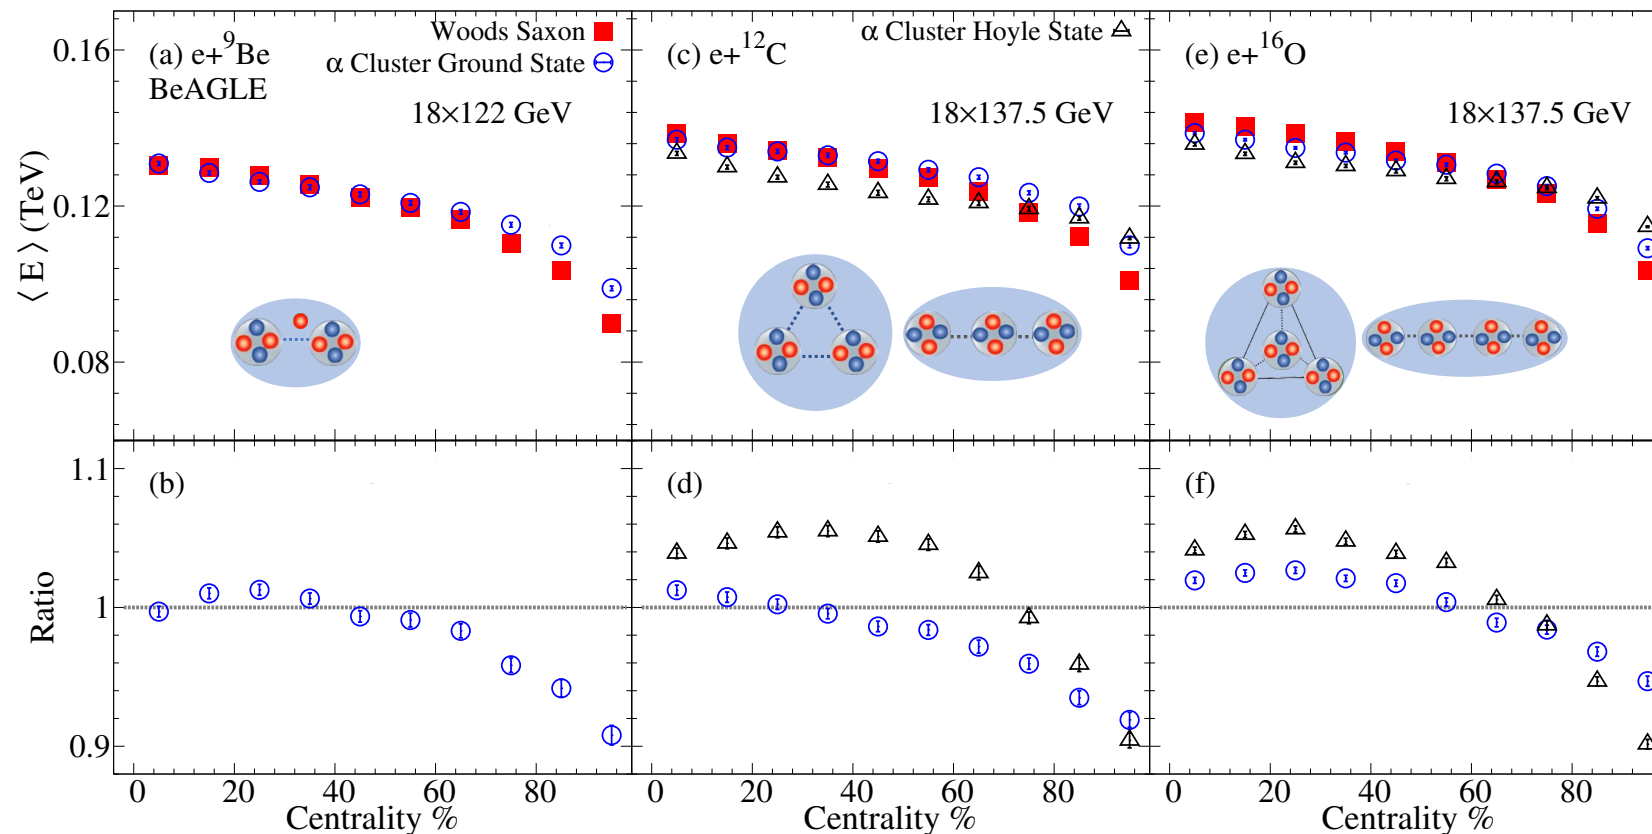 (a) e+⁹Be
BeAGLE
Woods Saxon
α Cluster Ground State
18×122 GeV
(c) e+¹²C
α Cluster Hoyle State
18×137.5 GeV
(e) e+¹⁶O
18×137.5 GeV
⟨ E ⟩ (TeV)
0.16
0.12
0.08
(b)
(d)
(f)
Ratio
1.1
1
0.9
0 20 40 60 80
Centrality %
0 20 40 60 80
Centrality %
0 20 40 60 80
Centrality %